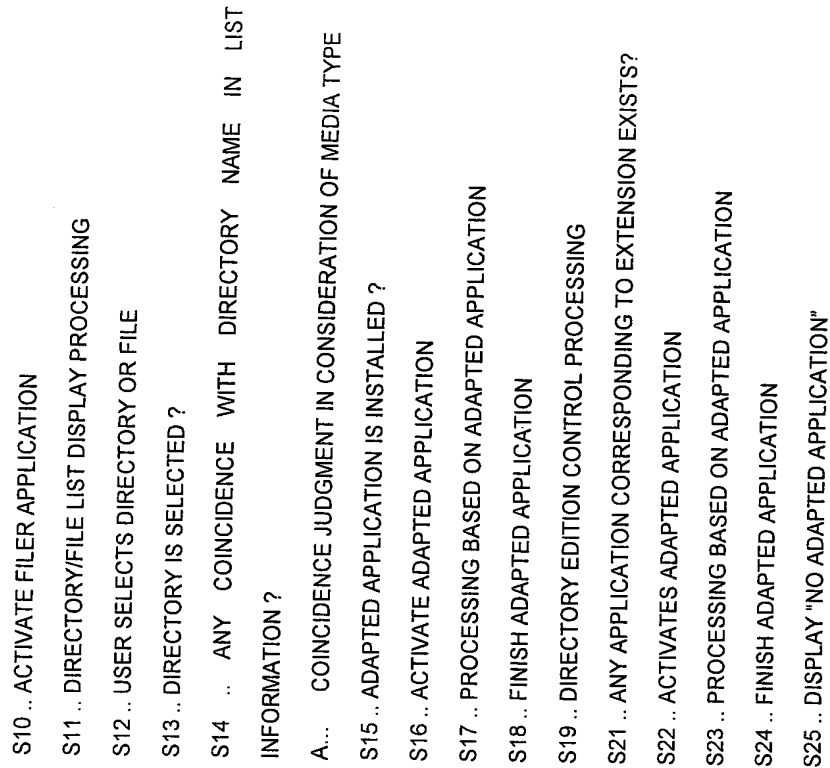 S10 .. ACTIVATE FILER APPLICATION
S11 .. DIRECTORY/FILE LIST DISPLAY PROCESSING
S12 .. USER SELECTS DIRECTORY OR FILE
S13 .. DIRECTORY IS SELECTED ?
S14 .. ANY COINCIDENCE WITH DIRECTORY NAME IN LIST
INFORMATION ?
A... COINCIDENCE JUDGMENT IN CONSIDERATION OF MEDIA TYPE
S15 .. ADAPTED APPLICATION IS INSTALLED ?
S16 .. ACTIVATE ADAPTED APPLICATION
S17 .. PROCESSING BASED ON ADAPTED APPLICATION
S18 .. FINISH ADAPTED APPLICATION
S19 .. DIRECTORY EDITION CONTROL PROCESSING
S21 .. ANY APPLICATION CORRESPONDING TO EXTENSION EXISTS?
S22 .. ACTIVATES ADAPTED APPLICATION
S23 .. PROCESSING BASED ON ADAPTED APPLICATION
S24 .. FINISH ADAPTED APPLICATION
S25 .. DISPLAY "NO ADAPTED APPLICATION"